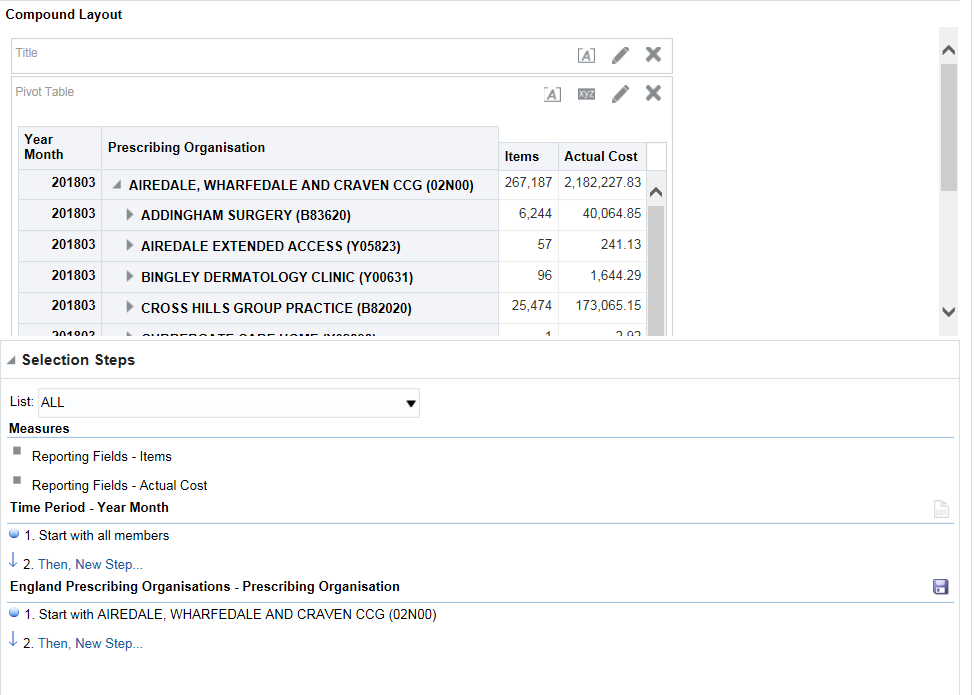 Compound Layout
Title
A
Pivot Table
A xyz
Year Month Prescribing Organisation Items Actual Cost
201803 AIREDALE, WHARFEDALE AND CRAVEN CCG (02N00) 267,187 2,182,227.83
201803 ADDINGHAM SURGERY (B83620) 6,244 40,064.85
201803 AIREDALE EXTENDED ACCESS (Y05823) 57 241.13
201803 BINGLEY DERMATOLOGY CLINIC (Y00631) 96 1,644.29
201803 CROSS HILLS GROUP PRACTICE (B82020) 25,474 173,065.15
201803
Selection Steps
List: ALL
Measures
Reporting Fields - Items
Reporting Fields - Actual Cost
Time Period - Year Month
1. Start with all members
2. Then, New Step...
England Prescribing Organisations - Prescribing Organisation
1. Start with AIREDALE, WHARFEDALE AND CRAVEN CCG (02N00)
2. Then, New Step...